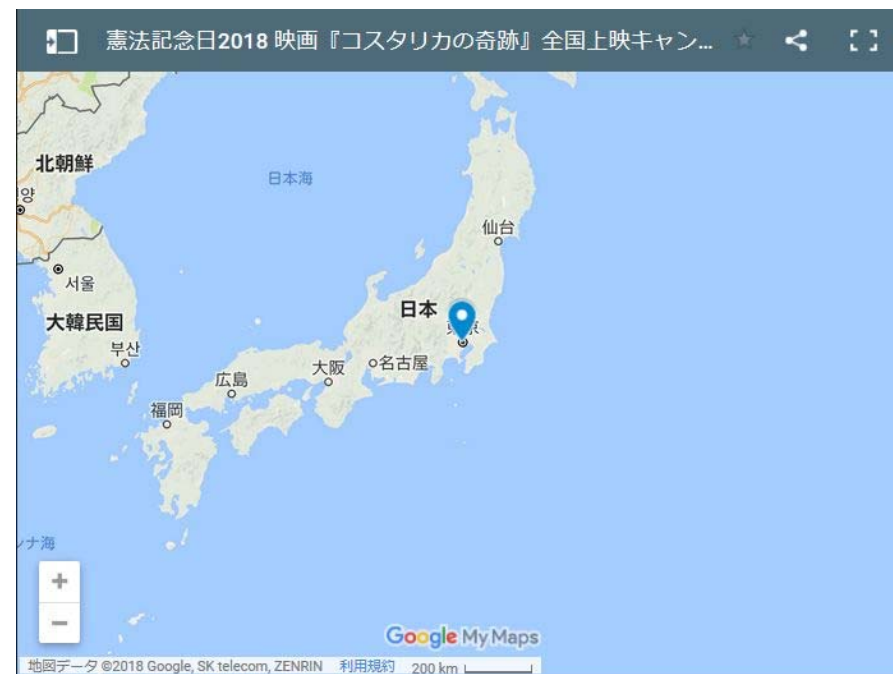 憲法記念日2018 映画『コスタリカの奇跡』全国上映キャン...
北朝鮮
양
日本海
仙台
서울
日本
大韓民国
부산
大阪
名古屋
広島
福岡
ナ海
+
−
Google My Maps
地図データ ©2018 Google, SK telecom, ZENRIN 利用規約 200 km